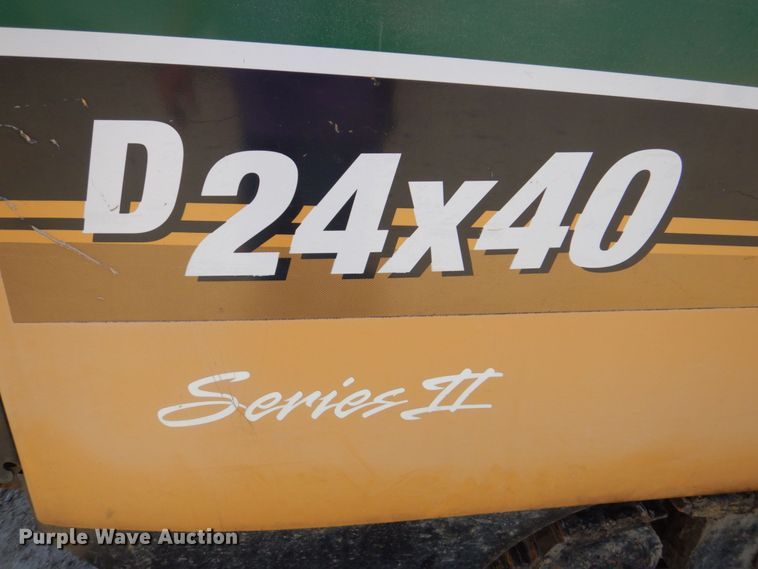 D24x40
Series II
Purple Wave Auction